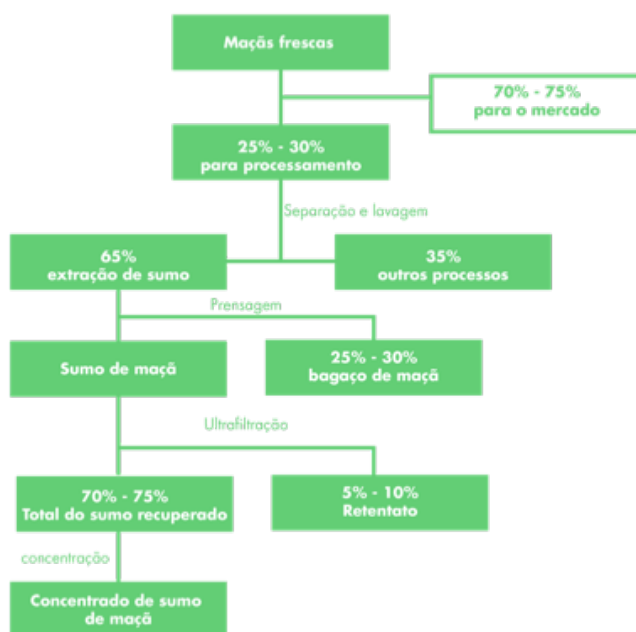 Maçãs frescas
70% - 75%
para o mercado
25% - 30%
para processamento
Separação e lavagem
65%
extração de sumo
35%
outros processos
Prensagem
Sumo de maçã
25% - 30%
bagaço de maçã
Ultrafiltração
70% - 75%
Total do sumo recuperado
5% - 10%
Retentato
concentração
Concentrado de sumo
de maçã